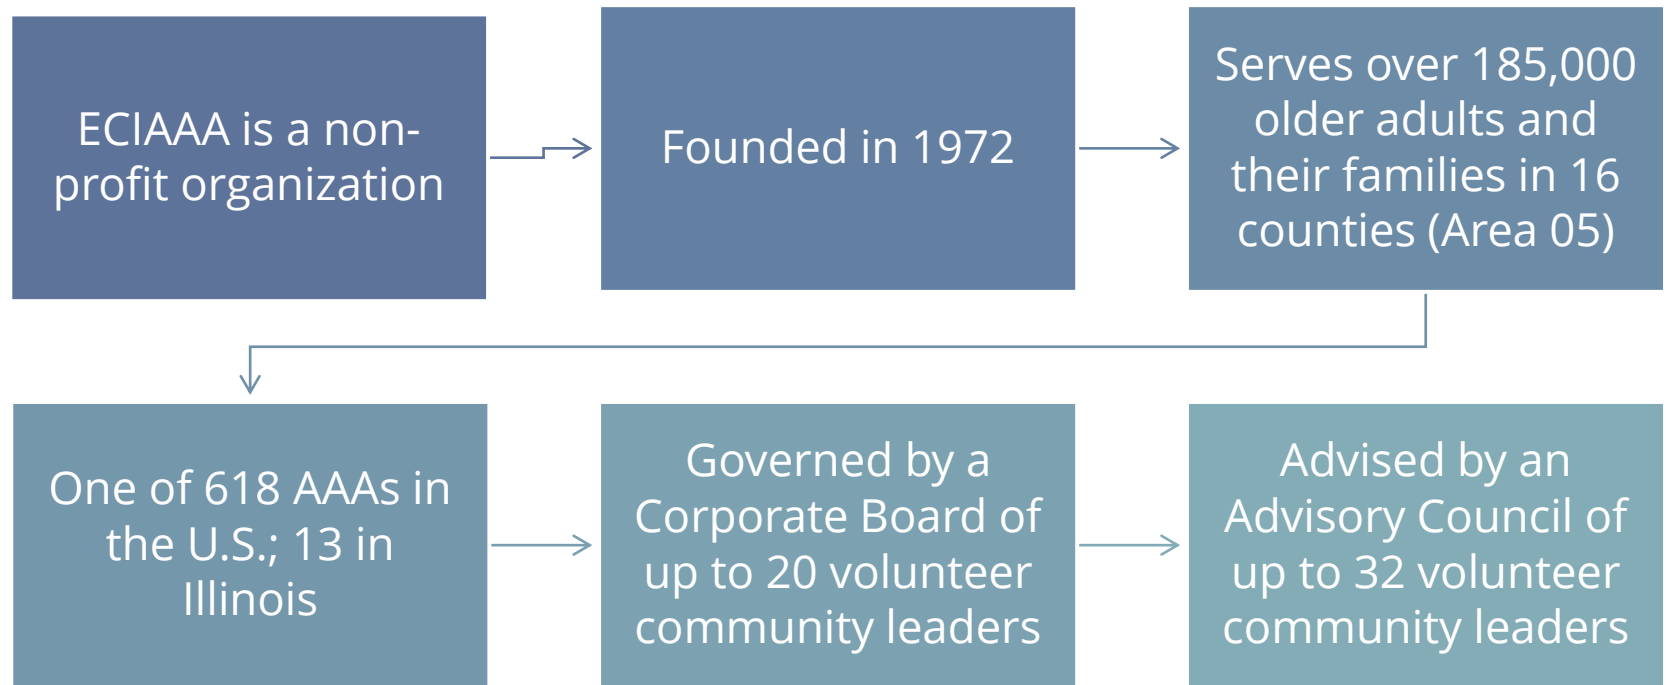 ECIAAA is a non-
profit organization
Founded in 1972
Serves over 185,000
older adults and
their families in 16
counties (Area 05)
One of 618 AAAs in
the U.S.; 13 in
Illinois
Governed by a
Corporate Board of
up to 20 volunteer
community leaders
Advised by an
Advisory Council of
up to 32 volunteer
community leaders